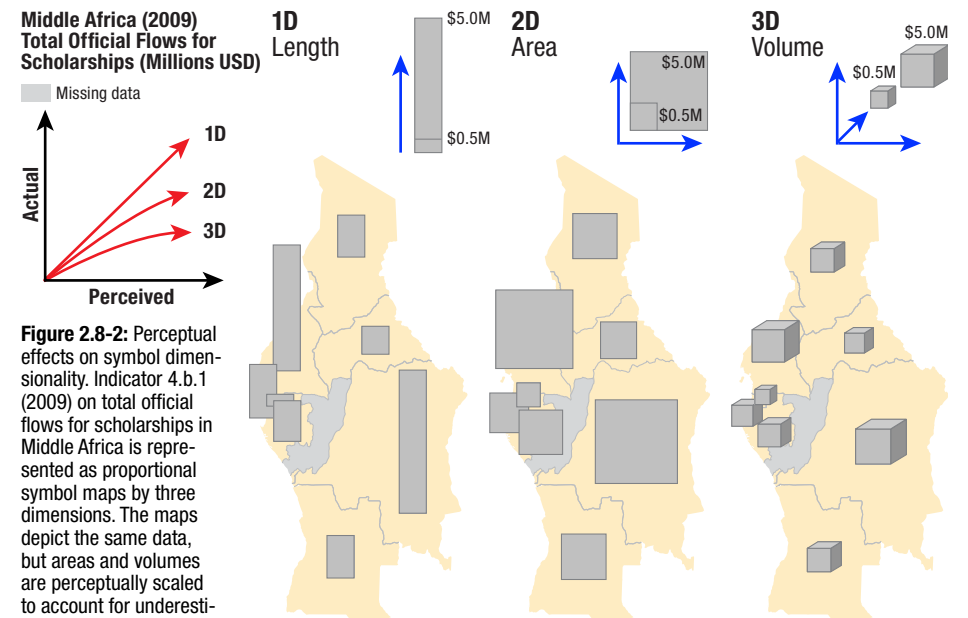 Middle Africa (2009)
Total Official Flows for
Scholarships (Millions USD)
Missing data
Actual
1D
2D
3D
Perceived
Figure 2.8-2: Perceptual
effects on symbol dimen-
sionality. Indicator 4.b.1
(2009) on total official
flows for scholarships in
Middle Africa is repre-
sented as proportional
symbol maps by three
dimensions. The maps
depict the same data,
but areas and volumes
are perceptually scaled
to account for underesti-
1D
Length
$5.0M
$0.5M
2D
Area
$5.0M
$0.5M
3D
Volume
$5.0M
$0.5M